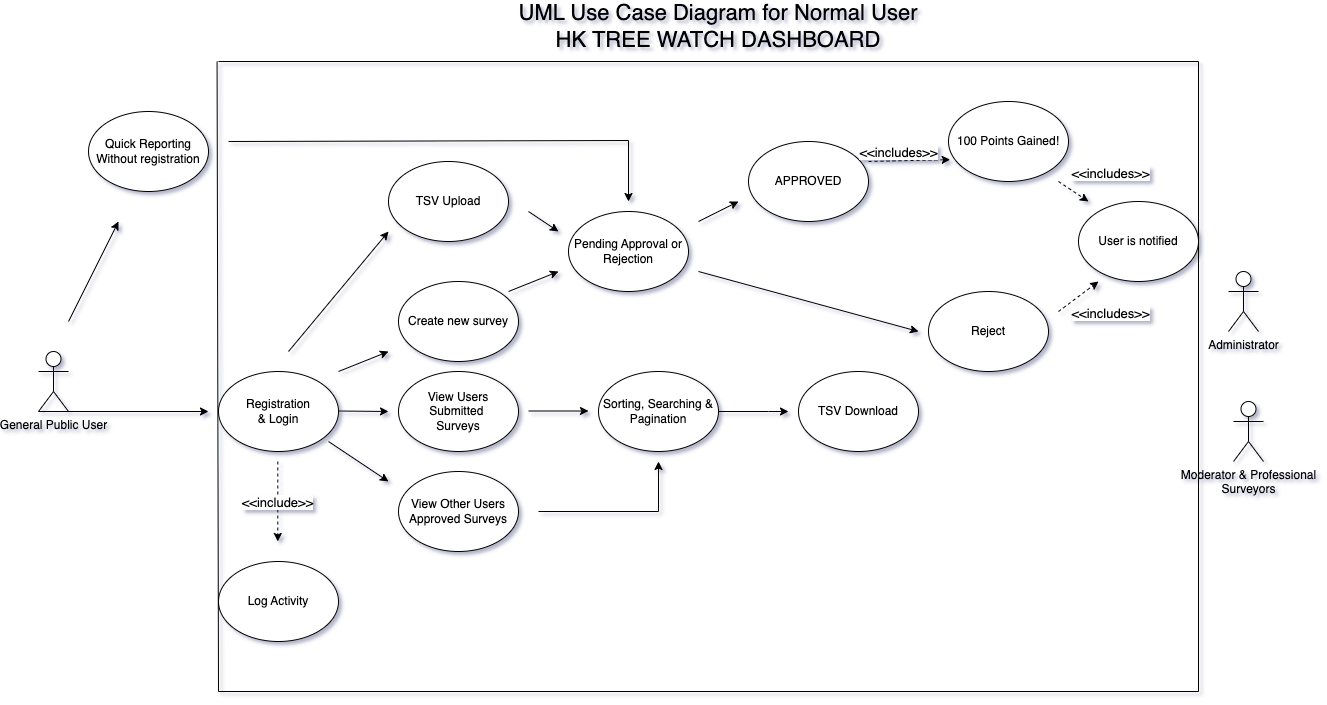 UML Use Case Diagram for Normal User
HK TREE WATCH DASHBOARD
Quick Reporting
Without registration
TSV Upload
Pending Approval or
Rejection
APPROVED
<<includes>>
100 Points Gained!
<<includes>>
User is notified
<<includes>>
Reject
Create new survey
General Public User
Registration
& Login
View Users
Submitted
Surveys
Sorting, Searching &
Pagination
TSV Download
View Other Users
Approved Surveys
<<include>>
Log Activity
Administrator
Moderator & Professional
Surveyors